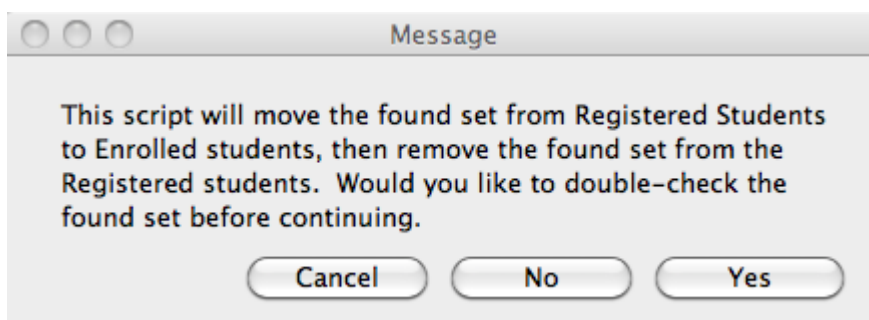 Message
This script will move the found set from Registered Students
to Enrolled students, then remove the found set from the
Registered students.  Would you like to double-check the
found set before continuing.
Cancel No Yes